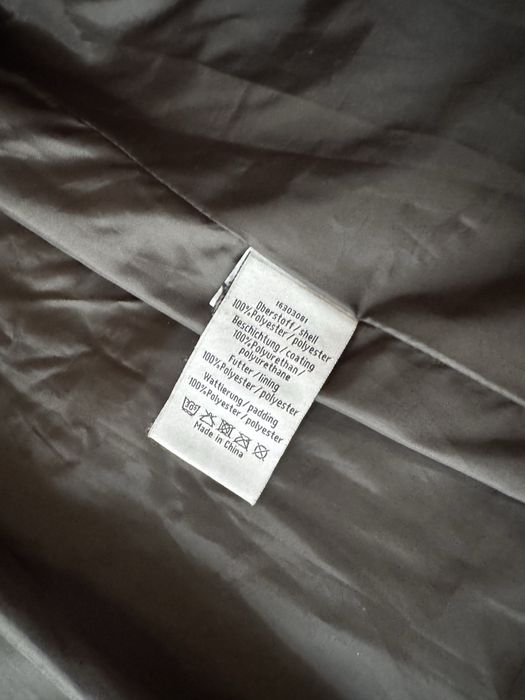 16303081
Oberstoff/shell
100%Polyester/polyester
Beschichtung/coating
100%Polyurethan/
polyurethane
Futter/lining
100%Polyester/polyester
Wattierung/padding
100%Polyester/polyester
30°
Made in China